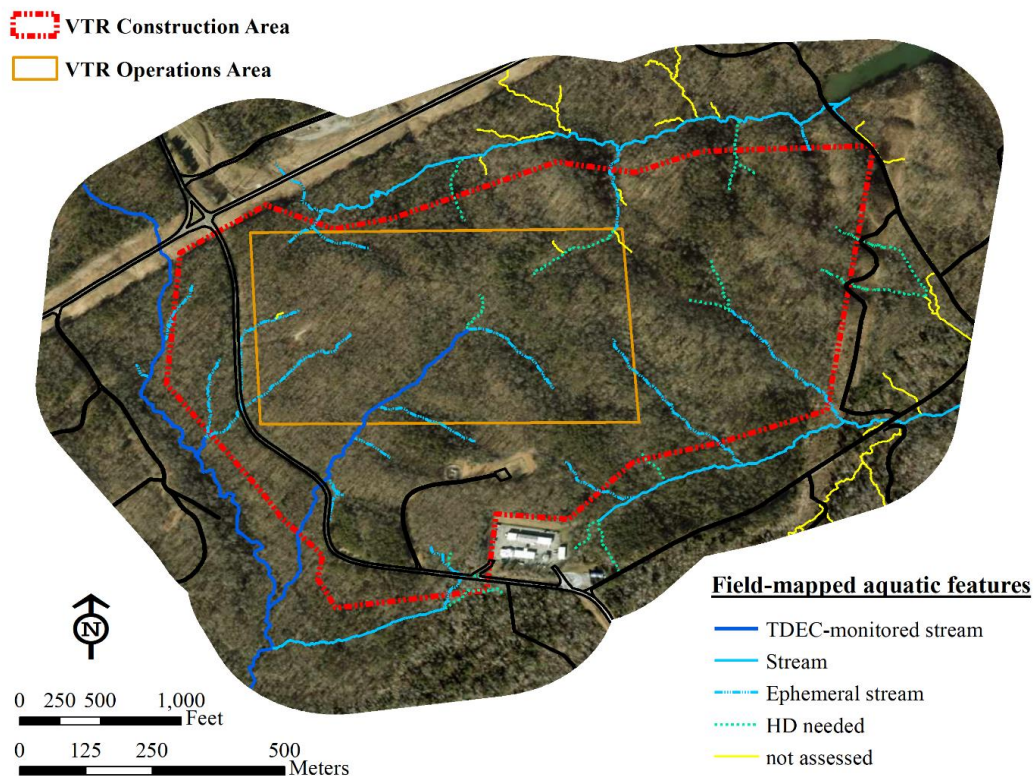 VTR Construction Area
VTR Operations Area
N
0 250 500 1,000
Feet
0 125 250 500
Meters
Field-mapped aquatic features
TDEC-monitored stream
Stream
Ephemeral stream
HD needed
not assessed